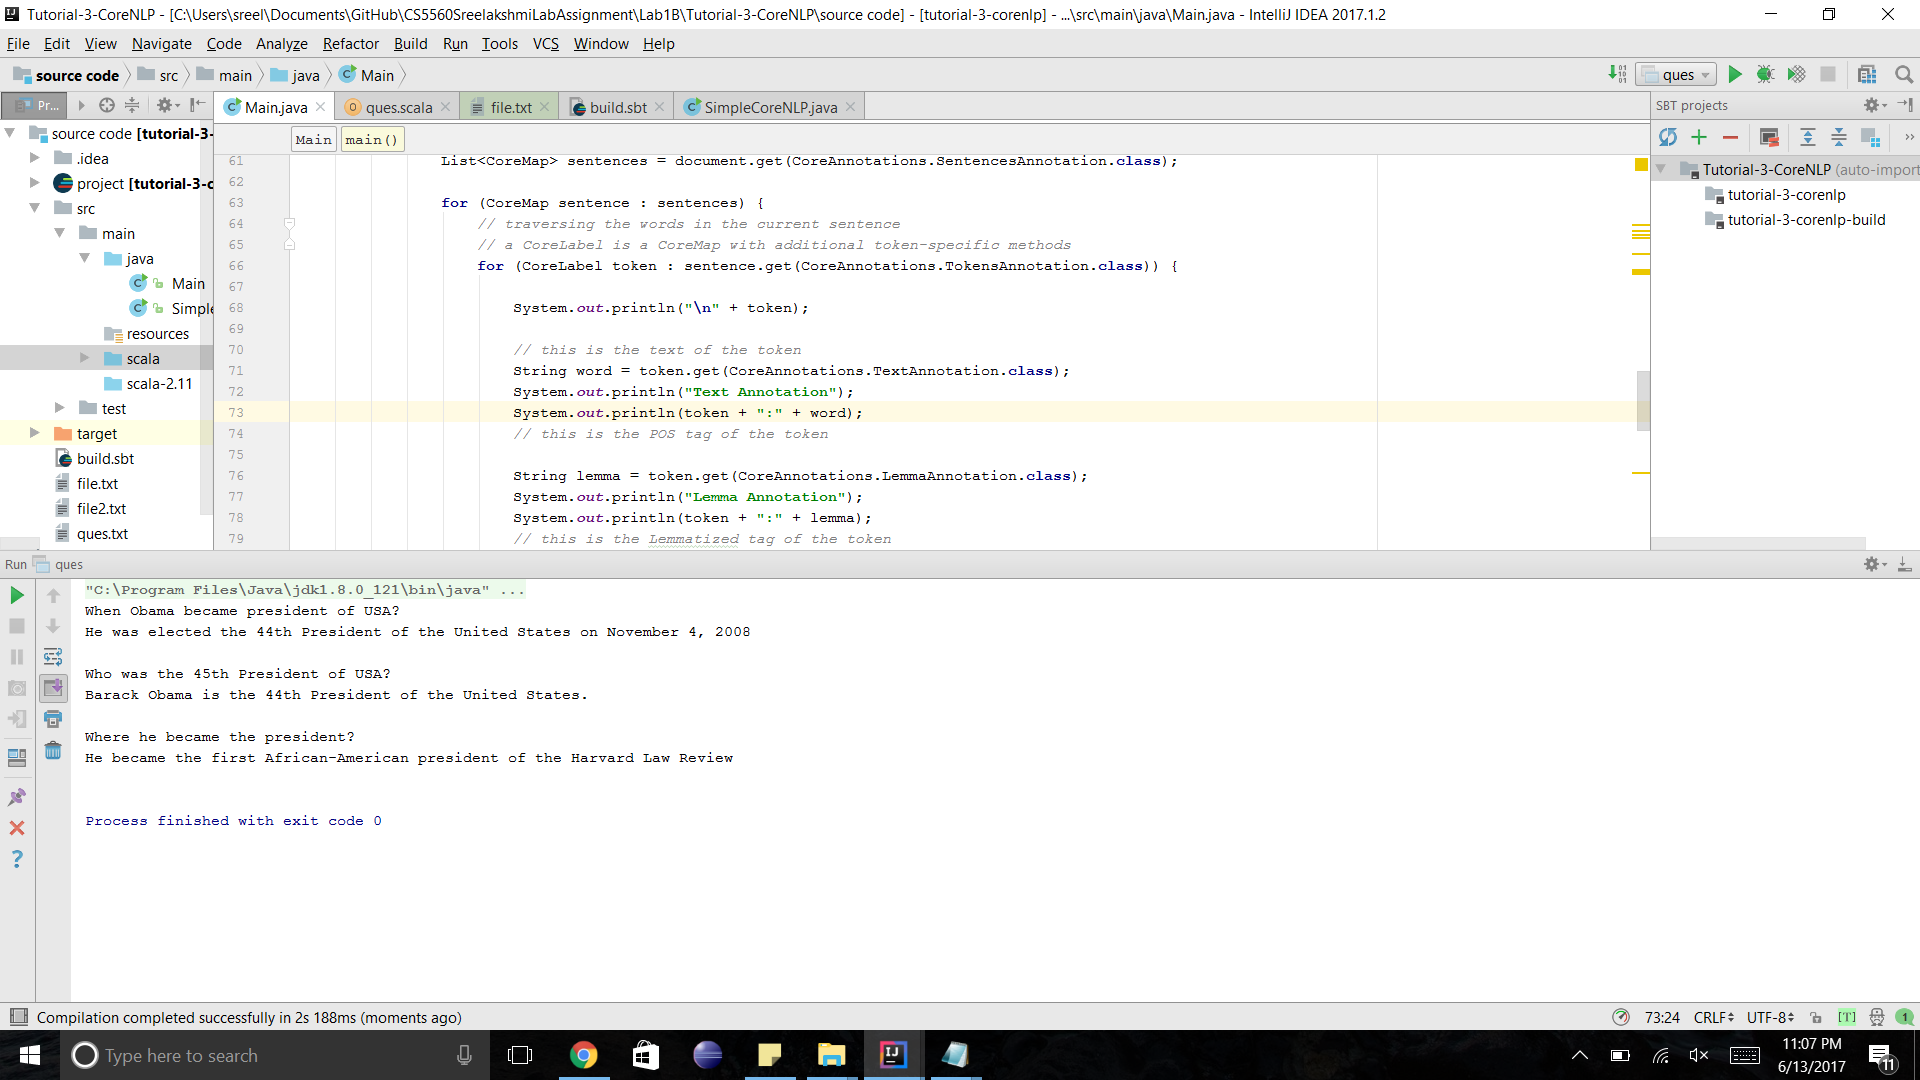 Tutorial-3-CoreNLP - [C:\Users\sreel\Documents\GitHub\CS5560SreelakshmiLabAssignment\Lab1B\Tutorial-3-CoreNLP\source code] - [tutorial-3-corenlp] - ...\src\main\java\Main.java - IntelliJ IDEA 2017.1.2
File Edit View Navigate Code Analyze Refactor Build Run Tools VCS Window Help
source code src main java Main
ques
Pr...
Main.java ques.scala file.txt build.sbt SimpleCoreNLP.java
SBT projects
Main main()
source code [tutorial-3-
.idea
project [tutorial-3-c
src
main
java
Main
Simple
resources
scala
scala-2.11
test
target
build.sbt
file.txt
file2.txt
ques.txt
61 List<CoreMap> sentences = document.get(CoreAnnotations.SentencesAnnotation.class);
62
63 for (CoreMap sentence : sentences) {
64 // traversing the words in the current sentence
65 // a CoreLabel is a CoreMap with additional token-specific methods
66 for (CoreLabel token : sentence.get(CoreAnnotations.TokensAnnotation.class)) {
67
68 System.out.println("\n" + token);
69
70 // this is the text of the token
71 String word = token.get(CoreAnnotations.TextAnnotation.class);
72 System.out.println("Text Annotation");
73 System.out.println(token + ":" + word);
74 // this is the POS tag of the token
75
76 String lemma = token.get(CoreAnnotations.LemmaAnnotation.class);
77 System.out.println("Lemma Annotation");
78 System.out.println(token + ":" + lemma);
79 // this is the Lemmatized tag of the token
Tutorial-3-CoreNLP (auto-import
tutorial-3-corenlp
tutorial-3-corenlp-build
Run ques
"C:\Program Files\Java\jdk1.8.0_121\bin\java" ...
When Obama became president of USA?
He was elected the 44th President of the United States on November 4, 2008
Who was the 45th President of USA?
Barack Obama is the 44th President of the United States.
Where he became the president?
He became the first African-American president of the Harvard Law Review
Process finished with exit code 0
Compilation completed successfully in 2s 188ms (moments ago)
73:24 CRLF UTF-8 [T] 1
Type here to search
11:07 PM
6/13/2017
11